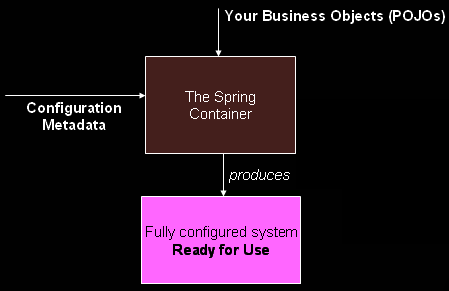 Your Business Objects (POJOs)
The Spring
Container
Configuration
Metadata
produces
Fully configured system
Ready for Use